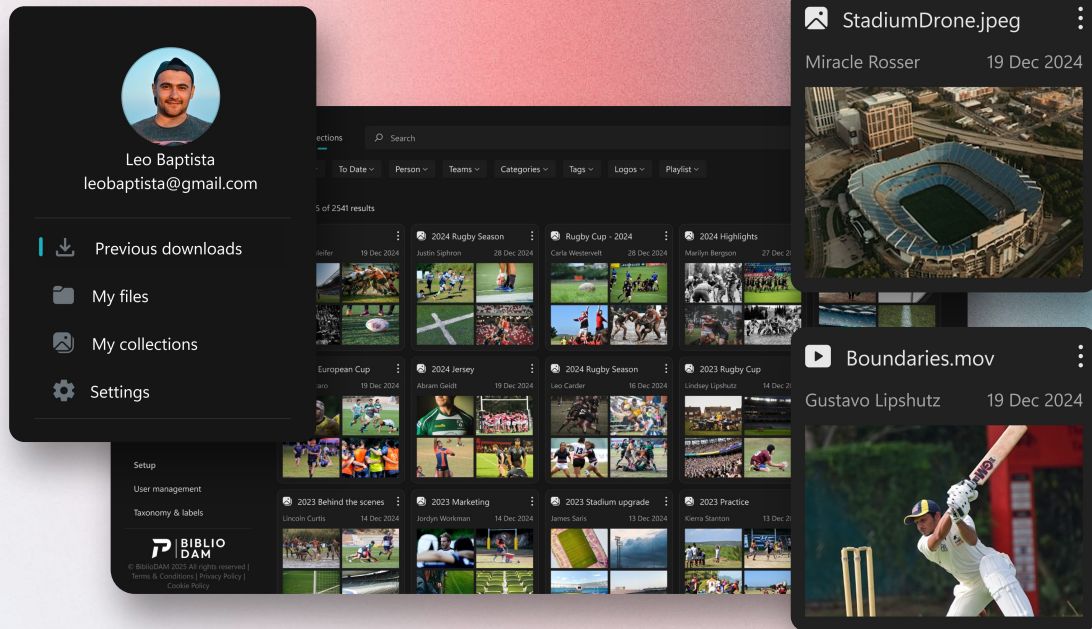 Leo Baptista
leobaptista@gmail.com
Previous downloads
My files
My collections
Settings
Search
To Date
Person
Teams
Categories
Tags
Logos
Playlist
of 2541 results
19 Dec 2024
2024 Rugby Season
Justin Siphron 28 Dec 2024
Rugby Cup - 2024
Carla Westervelt 28 Dec 2024
2024 Highlights
Marilyn Bergson 27 Dec
European Cup
19 Dec 2024
2024 Jersey
Abram Geidt 19 Dec 2024
2024 Rugby Season
Leo Carder 16 Dec 2024
2023 Rugby Cup
Lindsey Lipshutz 14 Dec
2023 Behind the scenes
Lincoln Curtis 14 Dec 2024
2023 Marketing
Jordyn Workman 14 Dec 2024
2023 Stadium upgrade
James Saris 13 Dec 2024
2023 Practice
Kierra Stanton 13 Dec
Setup
User management
Taxonomy & labels
BIBLIO
DAM
© BiblioDAM 2025 All rights reserved |
Terms & Conditions | Privacy Policy |
Cookie Policy
StadiumDrone.jpeg
Miracle Rosser 19 Dec 2024
Boundaries.mov
Gustavo Lipshutz 19 Dec 2024